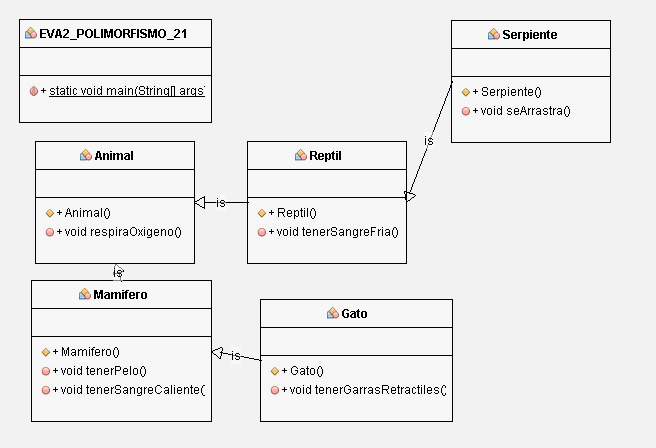 EVA2_POLIMORFISMO_21
+ static void main(String[] args
Serpiente
+ Serpiente()
+ void seArrastra()
is
Animal
+ Animal()
+ void respiraOxigeno()
is
Reptil
+ Reptil()
+ void tenerSangreFria()
is
Mamifero
+ Mamifero()
+ void tenerPelo()
+ void tenerSangreCaliente(
is
Gato
+ Gato()
+ void tenerGarrasRetractiles()